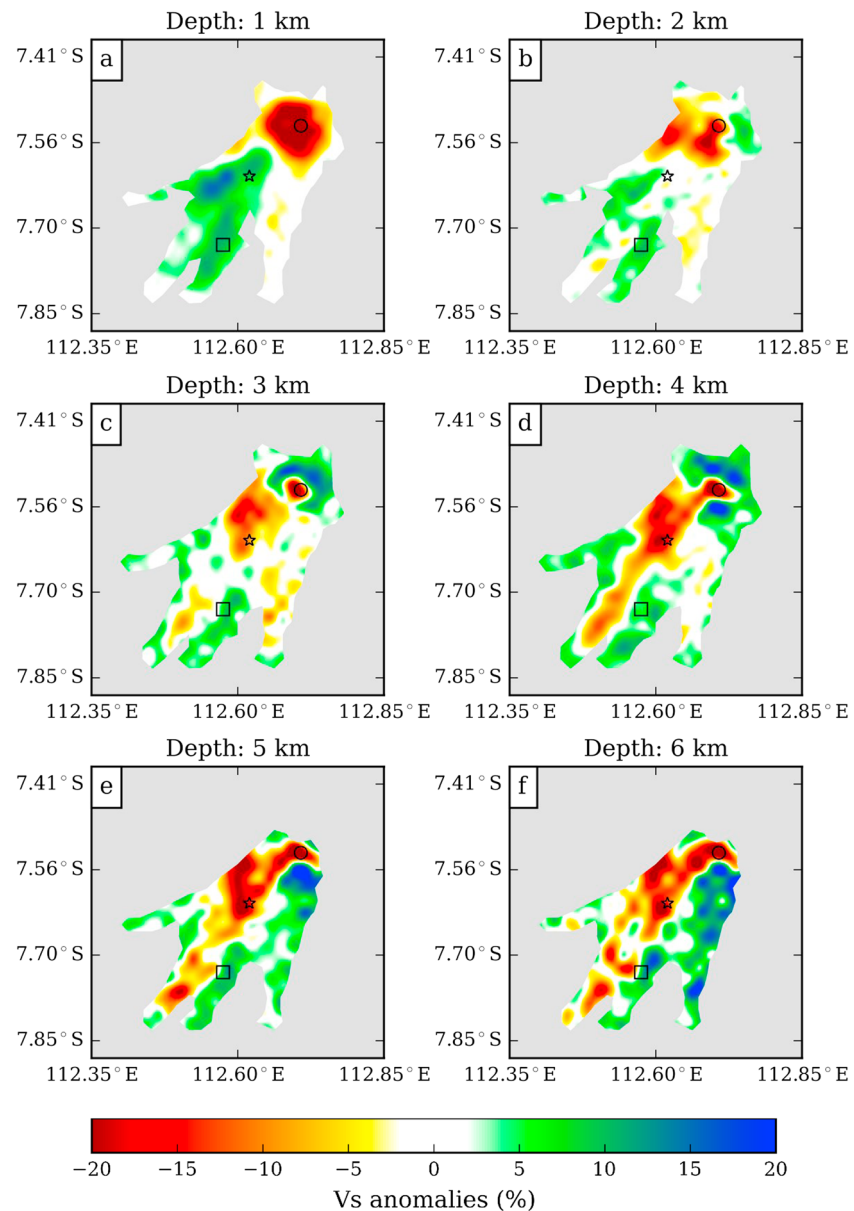 Depth: 1 km
Depth: 2 km
a
b
7.41°S
7.41°S
7.56°S
7.56°S
7.70°S
7.70°S
7.85°S
7.85°S
112.35°E
112.60°E
112.85°E
112.35°E
112.60°E
112.85°E
Depth: 3 km
Depth: 4 km
c
d
7.41°S
7.41°S
7.56°S
7.56°S
7.70°S
7.70°S
7.85°S
7.85°S
112.35°E
112.60°E
112.85°E
112.35°E
112.60°E
112.85°E
Depth: 5 km
Depth: 6 km
e
f
7.41°S
7.41°S
7.56°S
7.56°S
7.70°S
7.70°S
7.85°S
7.85°S
112.35°E
112.60°E
112.85°E
112.35°E
112.60°E
112.85°E
−20 −15 −10 −5 0 5 10 15 20
Vs anomalies (%)